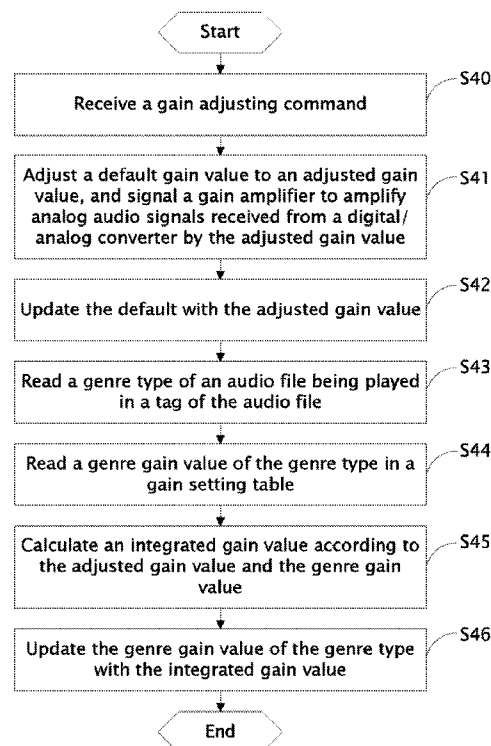 Start
S40
Receive a gain adjusting command
S41
Adjust a default gain value to an adjusted gain
value, and signal a gain amplifier to amplify
analog audio signals received from a digital/
analog converter by the adjusted gain value
S42
Update the default with the adjusted gain value
S43
Read a genre type of an audio file being played
in a tag of the audio file
S44
Read a genre gain value of the genre type in a
gain setting table
S45
Calculate an integrated gain value according to
the adjusted gain value and the genre gain
value
S46
Update the genre gain value of the genre type
with the integrated gain value
End